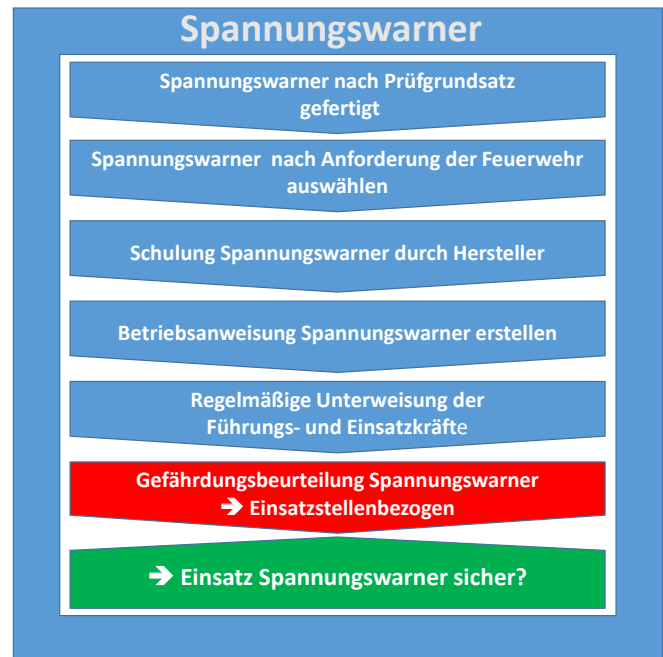 Spannungswarner
Spannungswarner nach Prüfgrundsatz
gefertigt
Spannungswarner nach Anforderung der Feuerwehr
auswählen
Schulung Spannungswarner durch Hersteller
Betriebsanweisung Spannungswarner erstellen
Regelmäßige Unterweisung der
Führungs- und Einsatzkräfte
Gefährdungsbeurteilung Spannungswarner
➔ Einsatzstellenbezogen
➔ Einsatz Spannungswarner sicher?